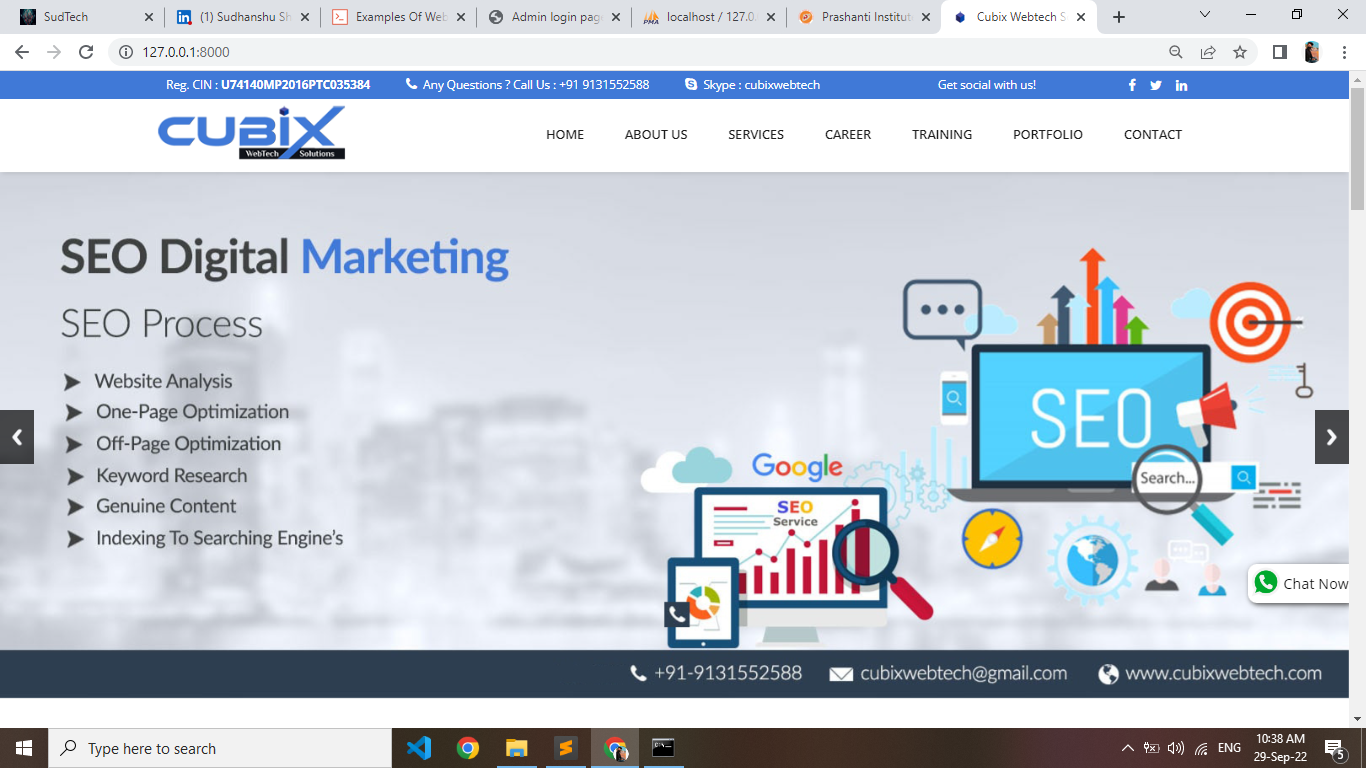 SudTech
(1) Sudhanshu Sh
Examples Of Web
Admin login page
localhost / 127.0.
Prashanti Institut
Cubix Webtech S
127.0.0.1:8000
Reg. CIN : U74140MP2016PTC035384
Any Questions ? Call Us : +91 9131552588
Skype : cubixwebtech
Get social with us!
CUBIX
WebTech Solutions
HOME
ABOUT US
SERVICES
CAREER
TRAINING
PORTFOLIO
CONTACT
SEO Digital Marketing
SEO Process
Website Analysis
One-Page Optimization
Off-Page Optimization
Keyword Research
Genuine Content
Indexing To Searching Engine's
SEO
Search...
Google
SEO
Service
Chat Now
+91-9131552588
cubixwebtech@gmail.com
www.cubixwebtech.com
Type here to search
ENG
10:38 AM
29-Sep-22
5